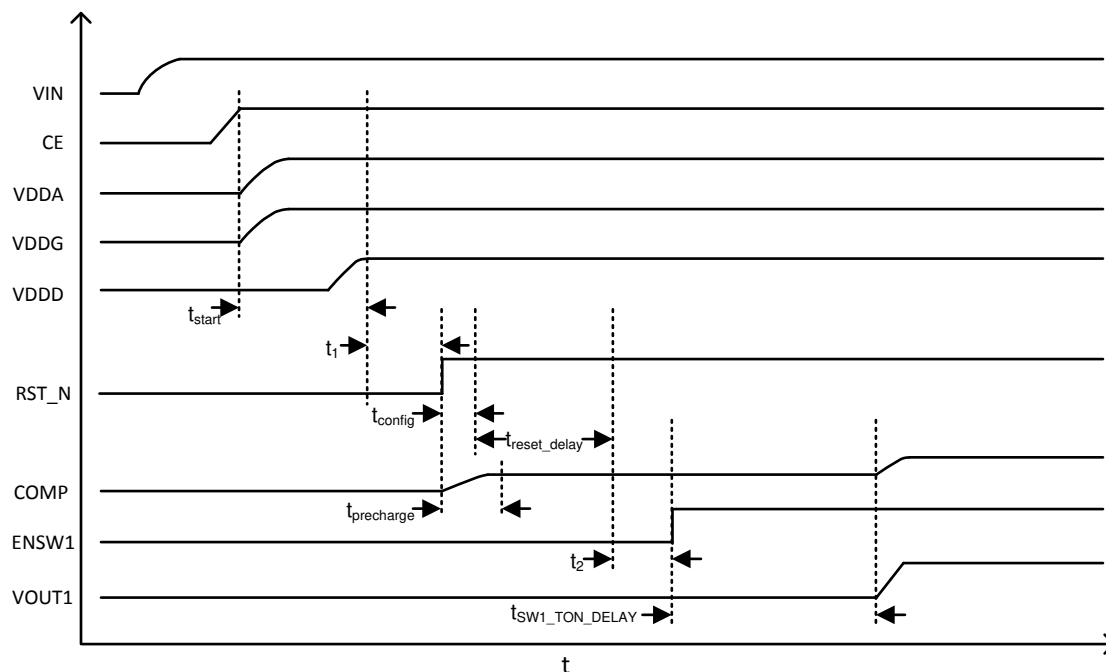 VIN
CE
VDDA
VDDG
VDDD
tstart
t1
RST_N
tconfig
treset_delay
COMP
tprecharge
ENSW1
t2
VOUT1
tSW1_TON_DELAY
t